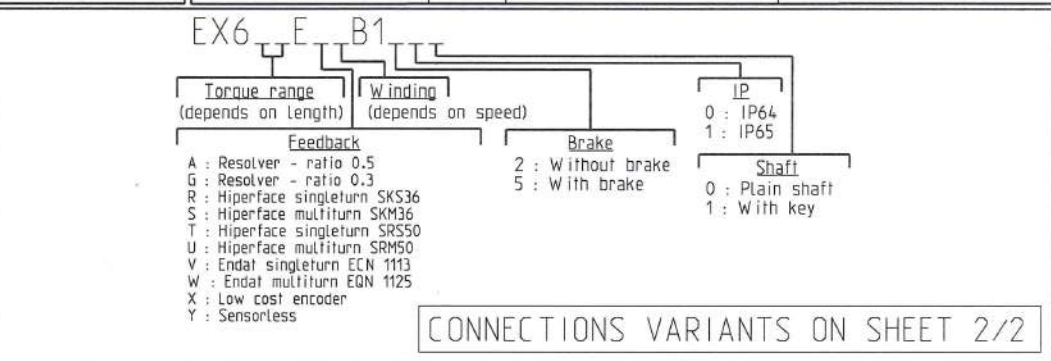 EX6__E__B1___
Torque range
(depends on length)
Winding
(depends on speed)
Feedback
A : Resolver - ratio 0.5
G : Resolver - ratio 0.3
R : Hiperface singleturn SKS36
S : Hiperface multiturn SKM36
T : Hiperface singleturn SRS50
U : Hiperface multiturn SRM50
V : Endat singleturn ECN 1113
W : Endat multiturn EQN 1125
X : Low cost encoder
Y : Sensorless
Brake
2 : Without brake
5 : With brake
IP
0 : IP64
1 : IP65
Shaft
0 : Plain shaft
1 : With key
CONNECTIONS VARIANTS ON SHEET 2/2